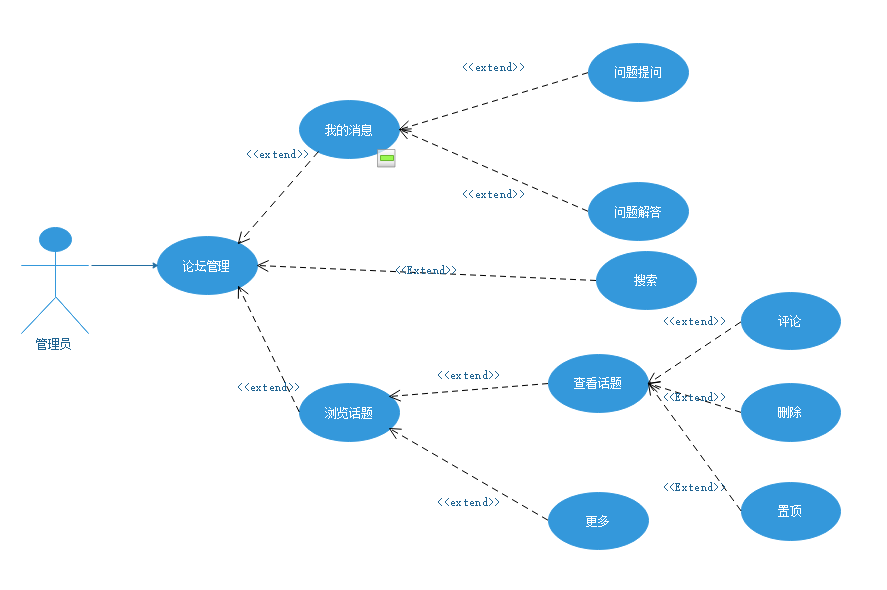 <<extend>>
问题提问
我的消息
<<extend>>
<<extend>>
问题解答
论坛管理
<<Extend>>
搜索
管理员
<<extend>>
评论
<<extend>>
查看话题
<<extend>>
浏览话题
<<Extend>>
删除
<<extend>>
更多
<<Extend>>
置顶